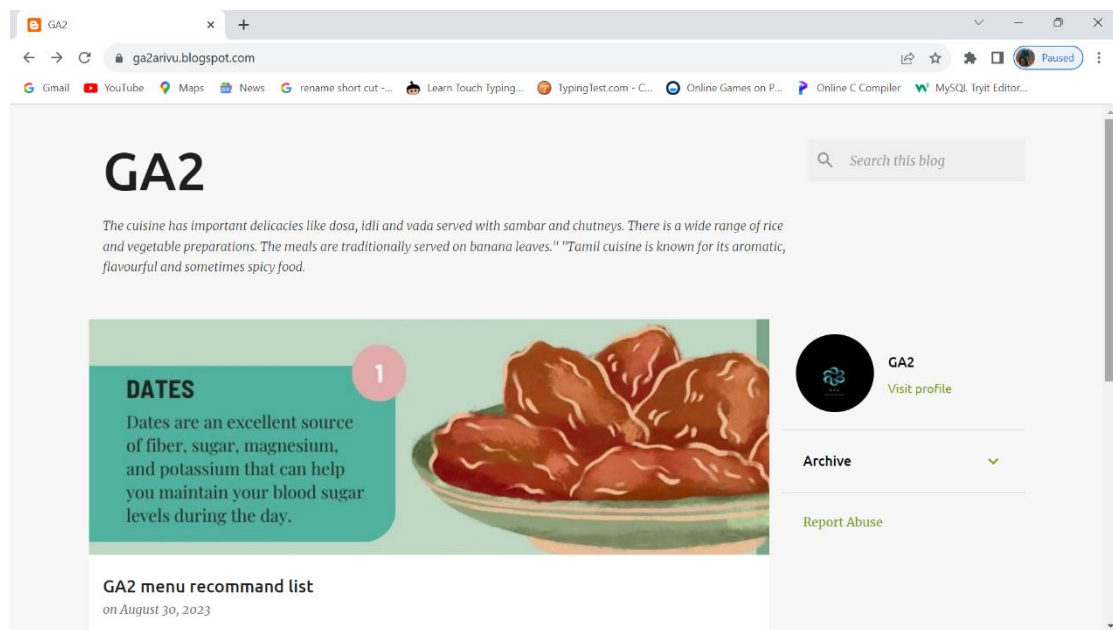 GA2
ga2arivu.blogspot.com
Paused
Gmail
YouTube
Maps
News
rename short cut -...
Learn Touch Typing...
TypingTest.com - C...
Online Games on P...
Online C Compiler
MySQL Tryit Editor...
GA2
Search this blog
The cuisine has important delicacies like dosa, idli and vada served with sambar and chutneys. There is a wide range of rice
and vegetable preparations. The meals are traditionally served on banana leaves." "Tamil cuisine is known for its aromatic,
flavourful and sometimes spicy food.
1
DATES
Dates are an excellent source
of fiber, sugar, magnesium,
and potassium that can help
you maintain your blood sugar
levels during the day.
GA2
Visit profile
Archive
Report Abuse
GA2 menu recommand list
on August 30, 2023